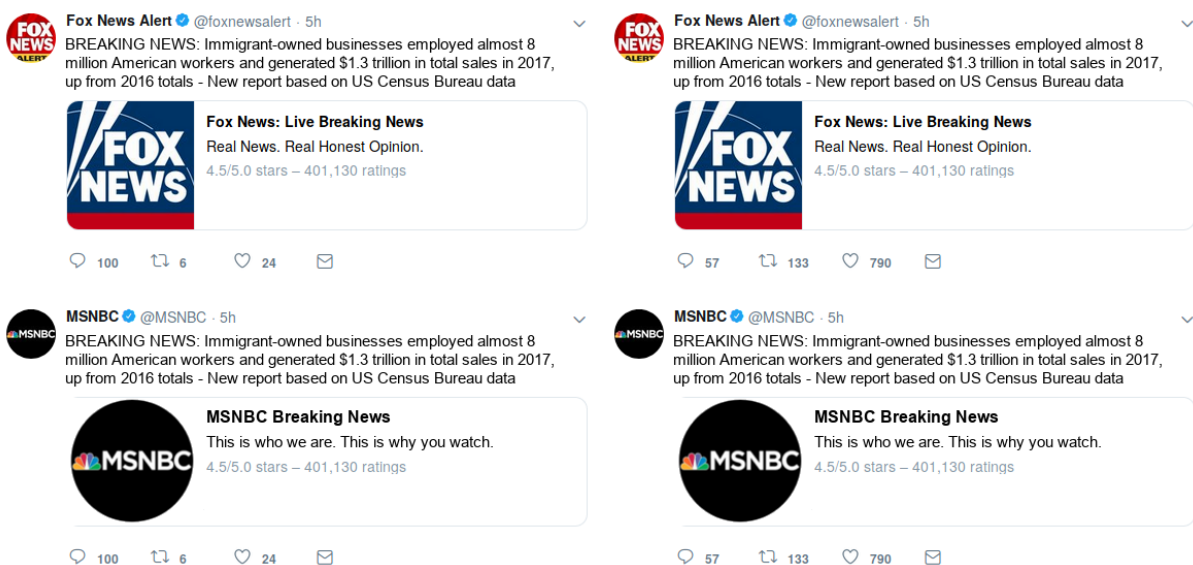 Fox News Alert @foxnewsalert · 5h
BREAKING NEWS: Immigrant-owned businesses employed almost 8
million American workers and generated $1.3 trillion in total sales in 2017,
up from 2016 totals - New report based on US Census Bureau data
FOX
NEWS
ALERT
FOX
NEWS
Fox News: Live Breaking News
Real News. Real Honest Opinion.
4.5/5.0 stars – 401,130 ratings
100 6 24
Fox News Alert @foxnewsalert · 5h
BREAKING NEWS: Immigrant-owned businesses employed almost 8
million American workers and generated $1.3 trillion in total sales in 2017,
up from 2016 totals - New report based on US Census Bureau data
FOX
NEWS
ALERT
FOX
NEWS
Fox News: Live Breaking News
Real News. Real Honest Opinion.
4.5/5.0 stars – 401,130 ratings
57 133 790
MSNBC @MSNBC · 5h
MSNBC
BREAKING NEWS: Immigrant-owned businesses employed almost 8
million American workers and generated $1.3 trillion in total sales in 2017,
up from 2016 totals - New report based on US Census Bureau data
MSNBC
MSNBC Breaking News
This is who we are. This is why you watch.
4.5/5.0 stars – 401,130 ratings
100 6 24
MSNBC @MSNBC · 5h
MSNBC
BREAKING NEWS: Immigrant-owned businesses employed almost 8
million American workers and generated $1.3 trillion in total sales in 2017,
up from 2016 totals - New report based on US Census Bureau data
MSNBC
MSNBC Breaking News
This is who we are. This is why you watch.
4.5/5.0 stars – 401,130 ratings
57 133 790